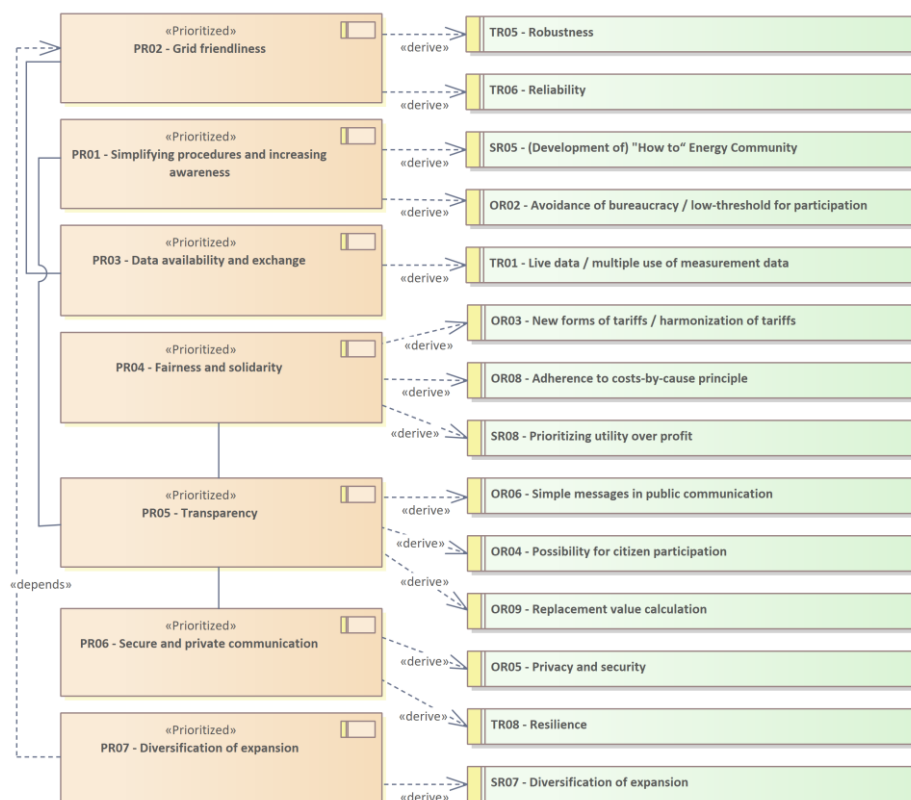 «Prioritized»
PR02 - Grid friendliness
«derive»
TR05 - Robustness
«derive»
TR06 - Reliability
«Prioritized»
PR01 - Simplifying procedures and increasing
awareness
«derive»
SR05 - (Development of) "How to“ Energy Community
«derive»
OR02 - Avoidance of bureaucracy / low-threshold for participation
«Prioritized»
PR03 - Data availability and exchange
«derive»
TR01 - Live data / multiple use of measurement data
«Prioritized»
PR04 - Fairness and solidarity
«derive»
OR03 - New forms of tariffs / harmonization of tariffs
«derive»
OR08 - Adherence to costs-by-cause principle
«derive»
SR08 - Prioritizing utility over profit
«Prioritized»
PR05 - Transparency
«derive»
OR06 - Simple messages in public communication
«derive»
OR04 - Possibility for citizen participation
«derive»
OR09 - Replacement value calculation
«depends»
«Prioritized»
PR06 - Secure and private communication
«derive»
OR05 - Privacy and security
«derive»
TR08 - Resilience
«Prioritized»
PR07 - Diversification of expansion
«derive»
SR07 - Diversification of expansion